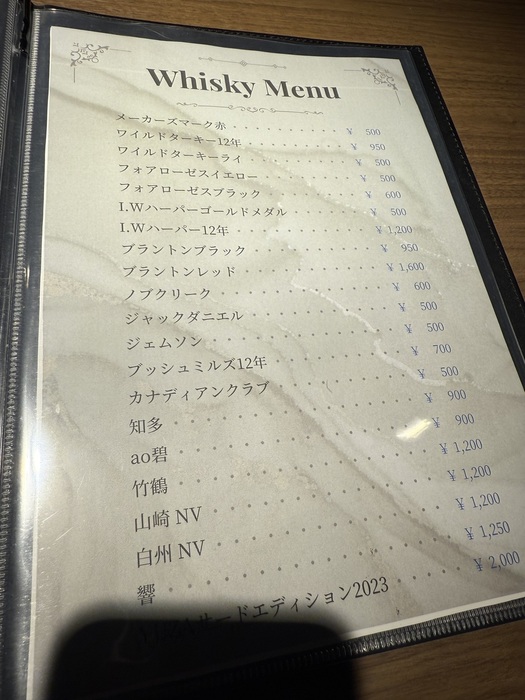 Whisky Menu
メーカーズマーク赤 ¥ 500
ワイルドターキー12年 ¥ 950
ワイルドターキーライ ¥ 500
フォアローゼスイエロー ¥ 500
フォアローゼスブラック ¥ 600
I.Wハーパーゴールドメダル ¥ 500
I.Wハーパー12年 ¥ 1,200
ブラントンブラック ¥ 950
ブラントンレッド ¥ 1,600
ノブクリーク ¥ 600
ジャックダニエル ¥ 500
ジェムソン ¥ 500
ブッシュミルズ12年 ¥ 700
カナディアンクラブ ¥ 500
知多 ¥ 900
ao碧 ¥ 900
竹鶴 ¥ 1,200
山崎 NV ¥ 1,200
白州 NV ¥ 1,200
響 ¥ 1,250
サードエディション2023 ¥ 2,000